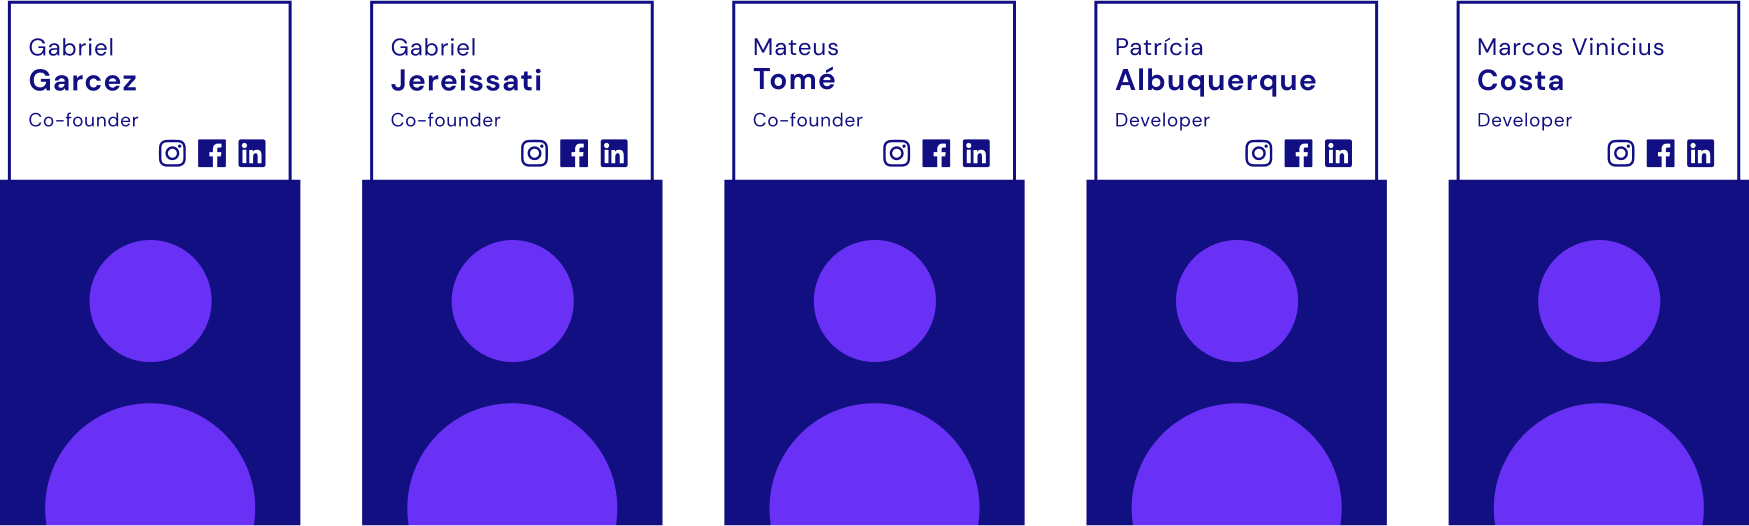 Gabriel
Garcez
Co-founder
Gabriel
Jereissati
Co-founder
Mateus
Tomé
Co-founder
Patrícia
Albuquerque
Developer
Marcos Vinicius
Costa
Developer